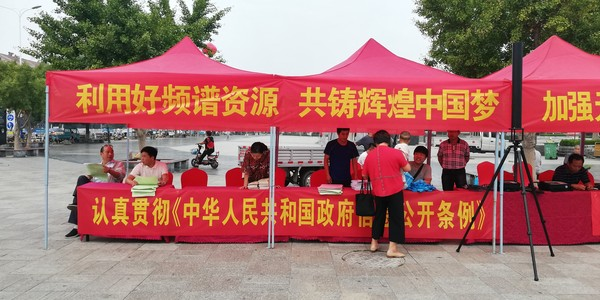 利用好频谱资源
共铸辉煌中国梦
加强
认真贯彻《中华人民共和国政府信 公开条例》